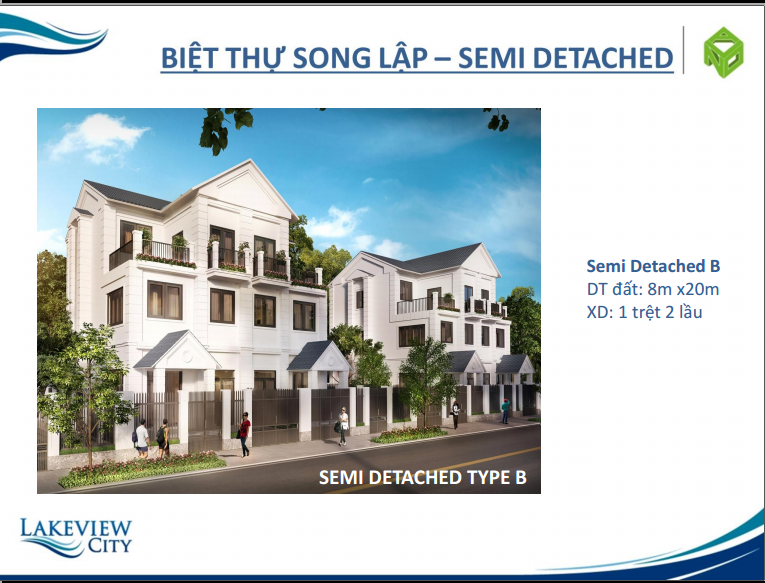 BIỆT THỰ SONG LẬP – SEMI DETACHED
Semi Detached B
DT đất: 8m x20m
XD: 1 trệt 2 lầu
SEMI DETACHED TYPE B
LAKEVIEW
CITY